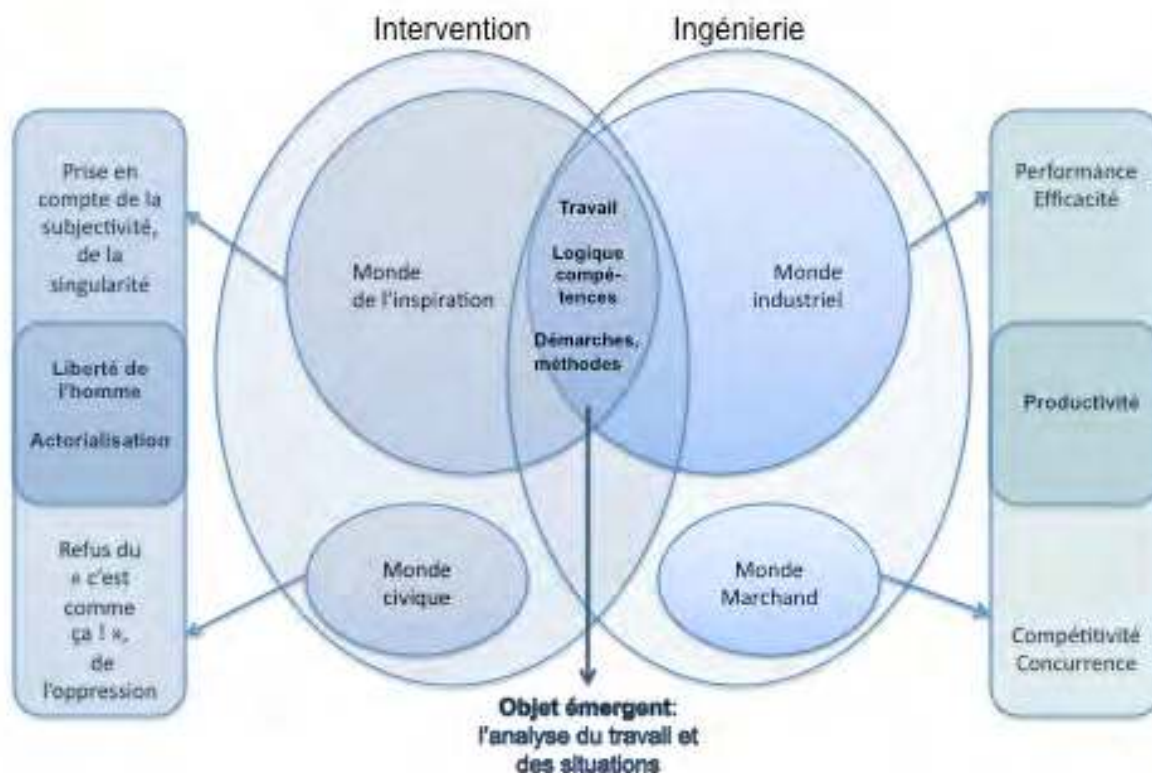 Intervention
Ingénierie
Prise en
compte de la
subjectivité,
de la
singularité
Liberté de
l'homme
Actorialisation
Refus du
« c'est
comme
ça ! »,
de
l'oppression
Monde
de l'inspiration
Monde
civique
Travail
Logique
compé-
tences
Démarches,
méthodes
Monde
industriel
Monde
Marchand
Performance
Efficacité
Productivité
Compétitivité
Concurrence
Objet émergent:
l'analyse du travail et
des situations